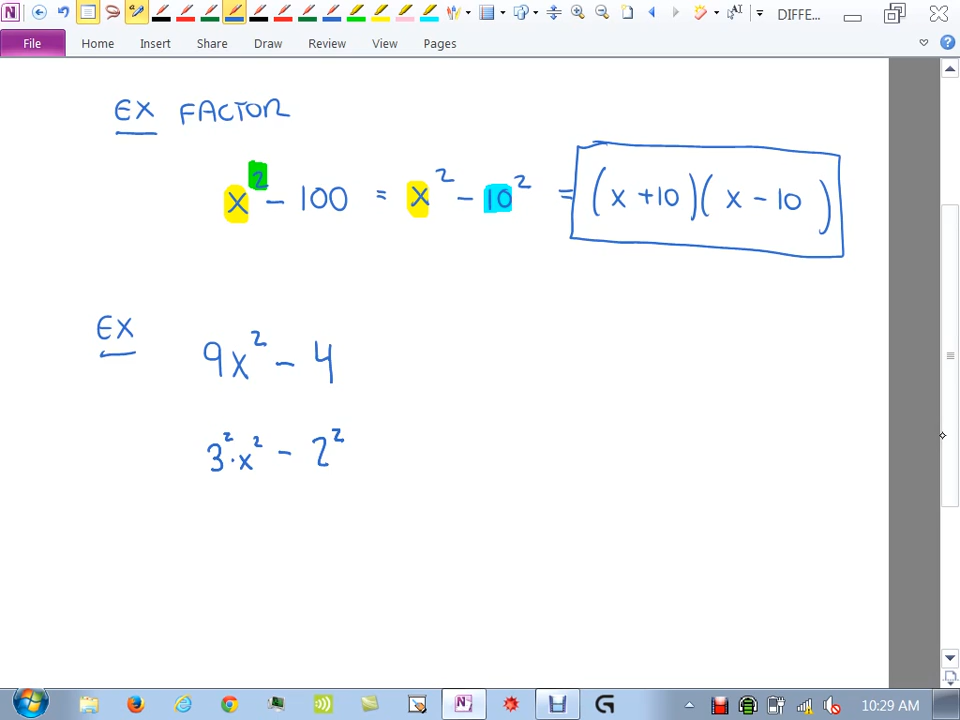 DIFFE...
File Home Insert Share Draw Review View Pages
EX FACTOR
x² - 100 = x² - 10² = (x +10)(x - 10)
EX
9x² - 4
3²·x² - 2²
10:29 AM